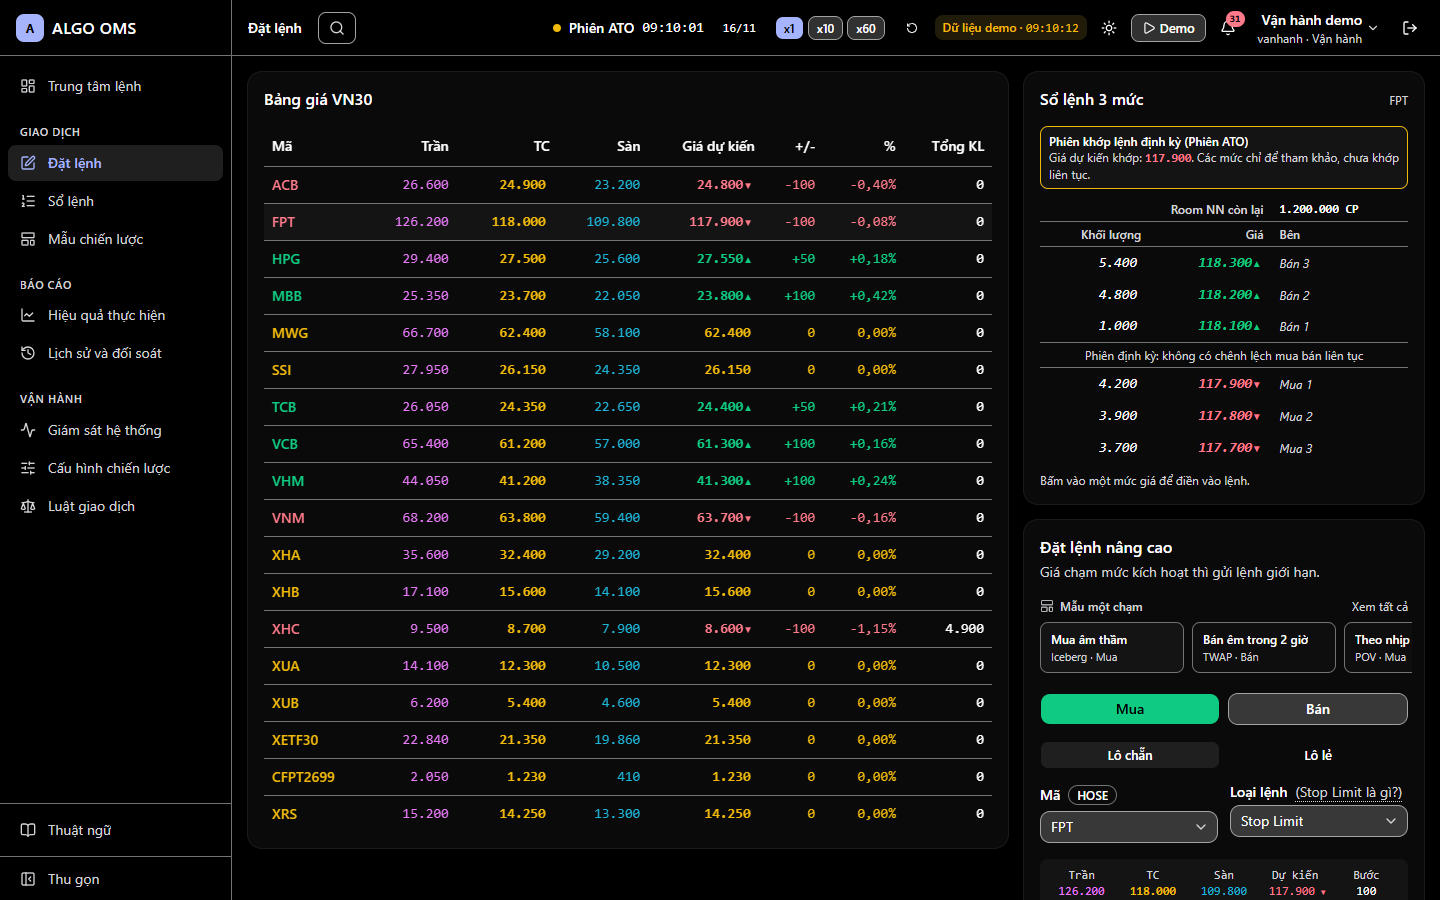 A ALGO OMS
Đặt lệnh
Phiên ATO 09:10:01 16/11 x1 x10 x60 Dữ liệu demo · 09:10:12 Demo 31
Vận hành demo
vanhanh · Vận hành
Trung tâm lệnh
GIAO DỊCH
Đặt lệnh
Sổ lệnh
Mẫu chiến lược
BÁO CÁO
Hiệu quả thực hiện
Lịch sử và đối soát
VẬN HÀNH
Giám sát hệ thống
Cấu hình chiến lược
Luật giao dịch
Thuật ngữ
Thu gọn
Bảng giá VN30
Mã Trần TC Sàn Giá dự kiến +/- % Tổng KL
ACB 26.600 24.900 23.200 24.800▼ -100 -0,40% 0
FPT 126.200 118.000 109.800 117.900▼ -100 -0,08% 0
HPG 29.400 27.500 25.600 27.550▲ +50 +0,18% 0
MBB 25.350 23.700 22.050 23.800▲ +100 +0,42% 0
MWG 66.700 62.400 58.100 62.400 0 0,00% 0
SSI 27.950 26.150 24.350 26.150 0 0,00% 0
TCB 26.050 24.350 22.650 24.400▲ +50 +0,21% 0
VCB 65.400 61.200 57.000 61.300▲ +100 +0,16% 0
VHM 44.050 41.200 38.350 41.300▲ +100 +0,24% 0
VNM 68.200 63.800 59.400 63.700▼ -100 -0,16% 0
XHA 35.600 32.400 29.200 32.400 0 0,00% 0
XHB 17.100 15.600 14.100 15.600 0 0,00% 0
XHC 9.500 8.700 7.900 8.600▼ -100 -1,15% 4.900
XUA 14.100 12.300 10.500 12.300 0 0,00% 0
XUB 6.200 5.400 4.600 5.400 0 0,00% 0
XETF30 22.840 21.350 19.860 21.350 0 0,00% 0
CFPT2699 2.050 1.230 410 1.230 0 0,00% 0
XRS 15.200 14.250 13.300 14.250 0 0,00% 0
Sổ lệnh 3 mức FPT
Phiên khớp lệnh định kỳ (Phiên ATO)
Giá dự kiến khớp: 117.900. Các mức chỉ để tham khảo, chưa khớp
liên tục.
Room NN còn lại 1.200.000 CP
Khối lượng Giá Bên
5.400 118.300▲ Bán 3
4.800 118.200▲ Bán 2
1.000 118.100▲ Bán 1
Phiên định kỳ: không có chênh lệch mua bán liên tục
4.200 117.900▼ Mua 1
3.900 117.800▼ Mua 2
3.700 117.700▼ Mua 3
Bấm vào một mức giá để điền vào lệnh.
Đặt lệnh nâng cao
Giá chạm mức kích hoạt thì gửi lệnh giới hạn.
Mẫu một chạm Xem tất cả
Mua âm thầm Bán êm trong 2 giờ Theo nhịp
Iceberg · Mua TWAP · Bán POV · Mua
Mua Bán
Lô chẵn Lô lẻ
Mã HOSE Loại lệnh (Stop Limit là gì?)
FPT Stop Limit
Trần TC Sàn Dự kiến Bước
126.200 118.000 109.800 117.900 ▼ 100